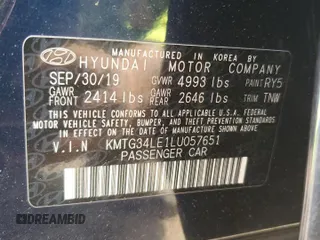 MANUFACTURED IN KOREA
HYUNDAI MOTOR COMPANY
SEP/30/19 GVWR 4993 lbs PAINT RY5
GAWR FRONT 2414 lbs GAWR REAR 2646 lbs TRIM TNW
THIS VEHICLE CONFORMS TO ALL APPLICABLE
FEDERAL MOTOR VEHICLE SAFETY, BUMPER, AND
THEFT PREVENTION STANDARDS IN EFFECT ON
THE DATE OF MANUFACTURE SHOWN ABOVE.
V.I.N KMTG34LE1LU057651
PASSENGER CAR
DREAMBID